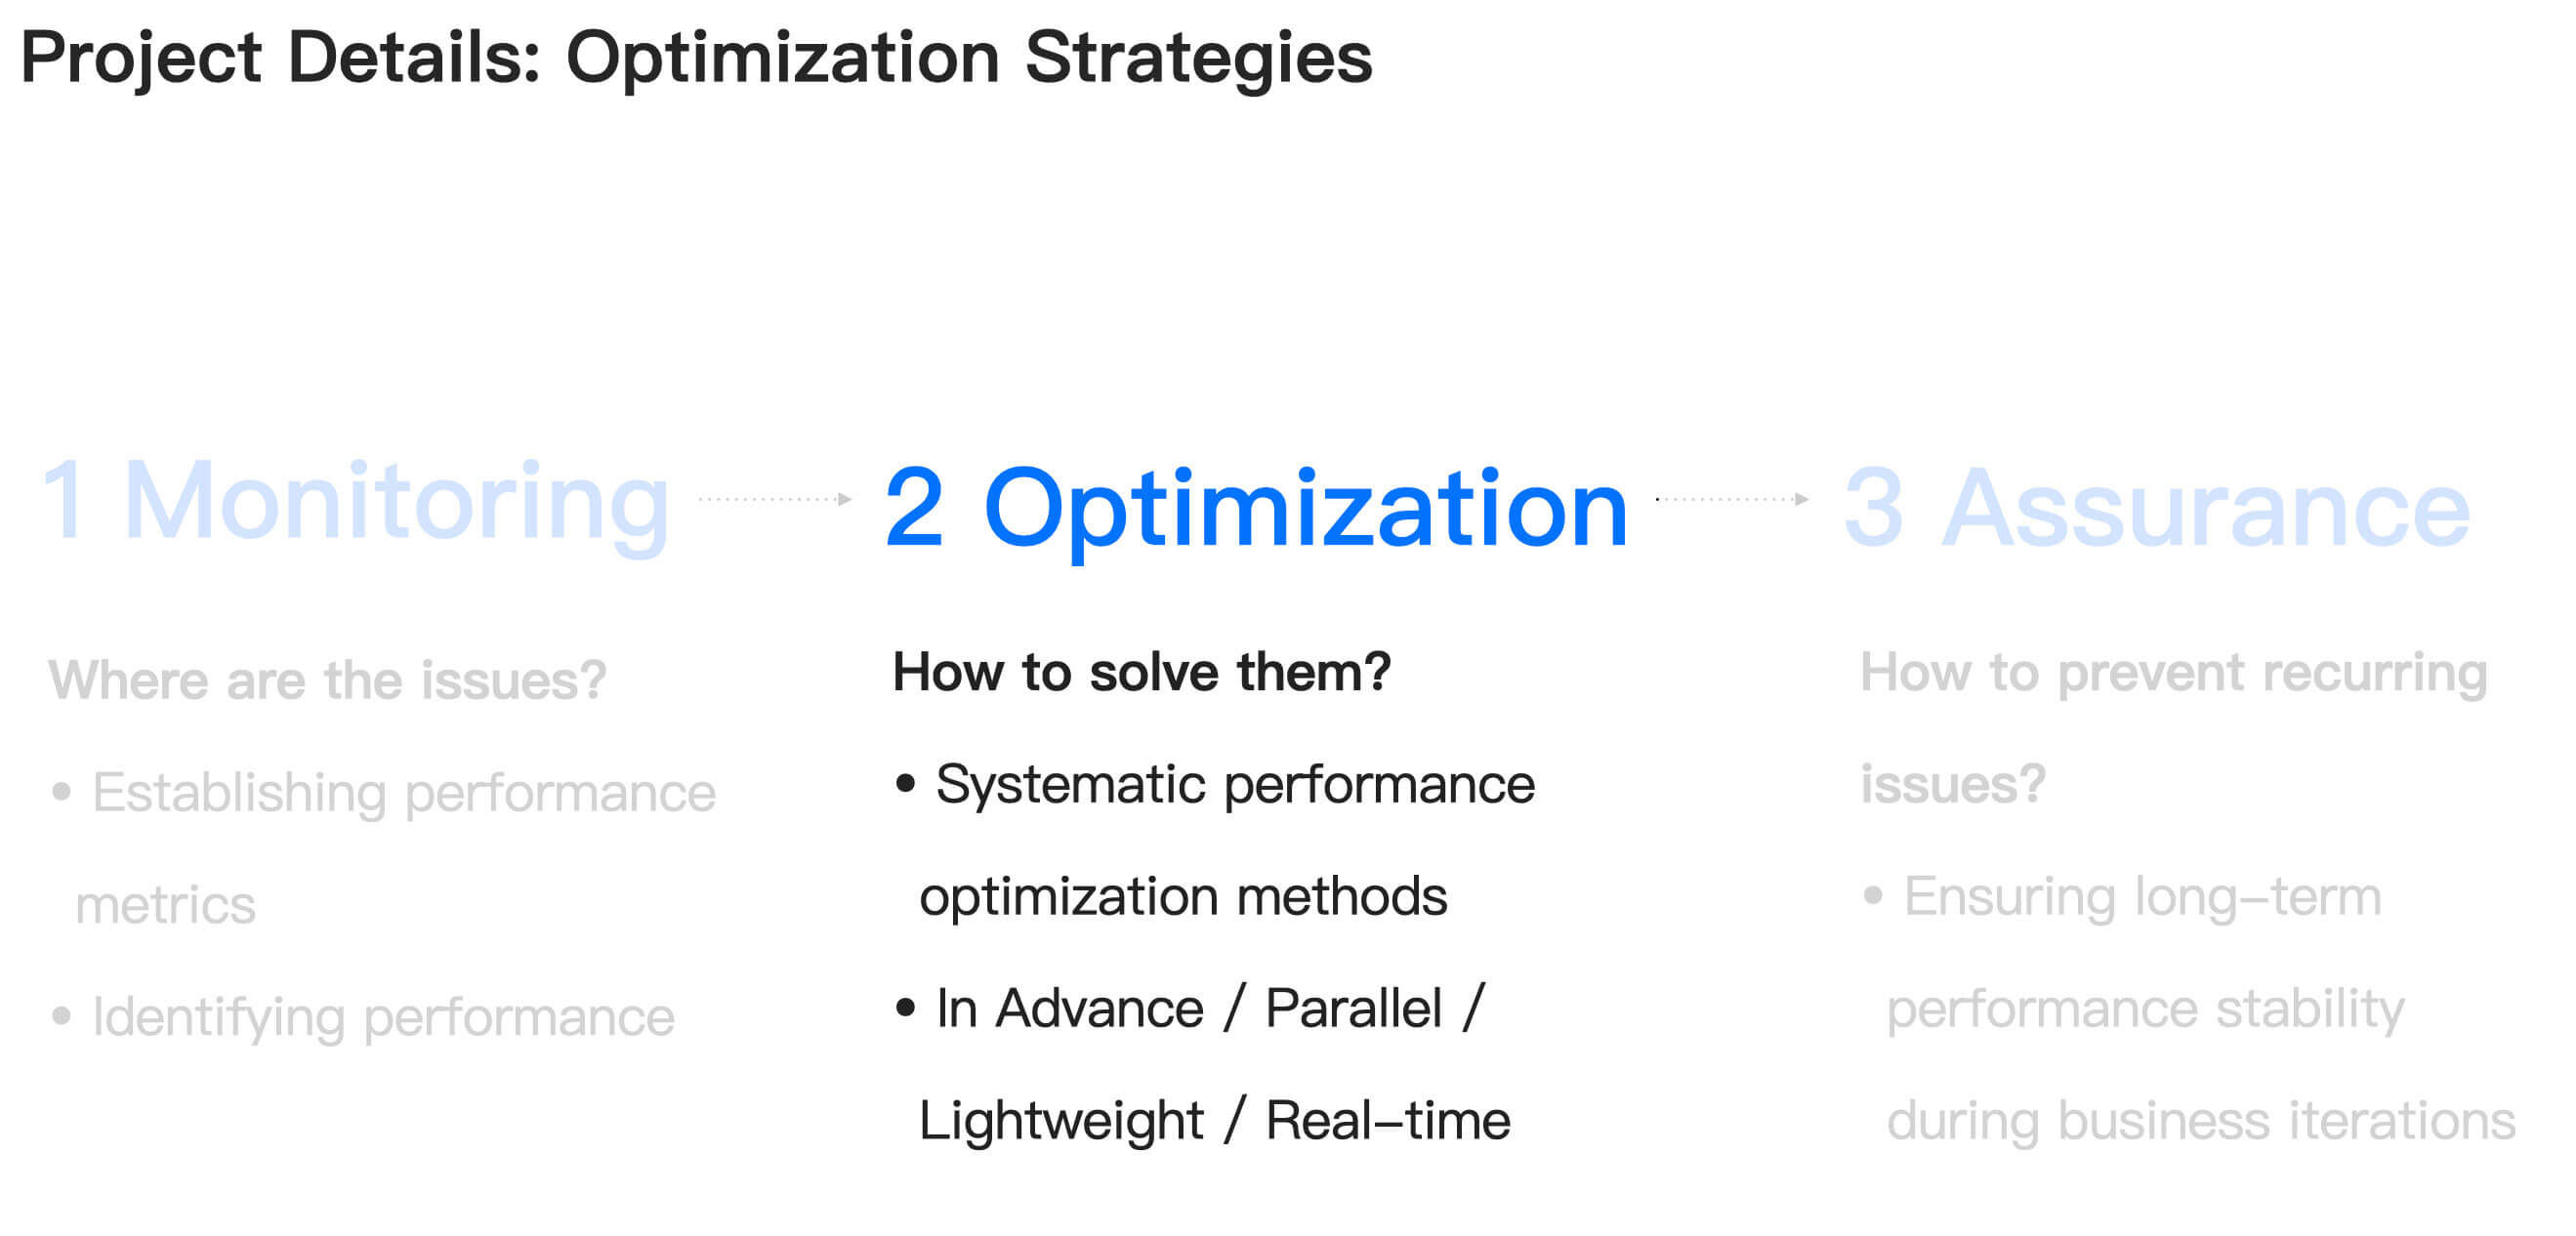 Project Details: Optimization Strategies
1 Monitoring
Where are the issues?
• Establishing performance
metrics
• Identifying performance
2 Optimization
How to solve them?
• Systematic performance
optimization methods
• In Advance / Parallel /
Lightweight / Real-time
3 Assurance
How to prevent recurring
issues?
• Ensuring long-term
performance stability
during business iterations